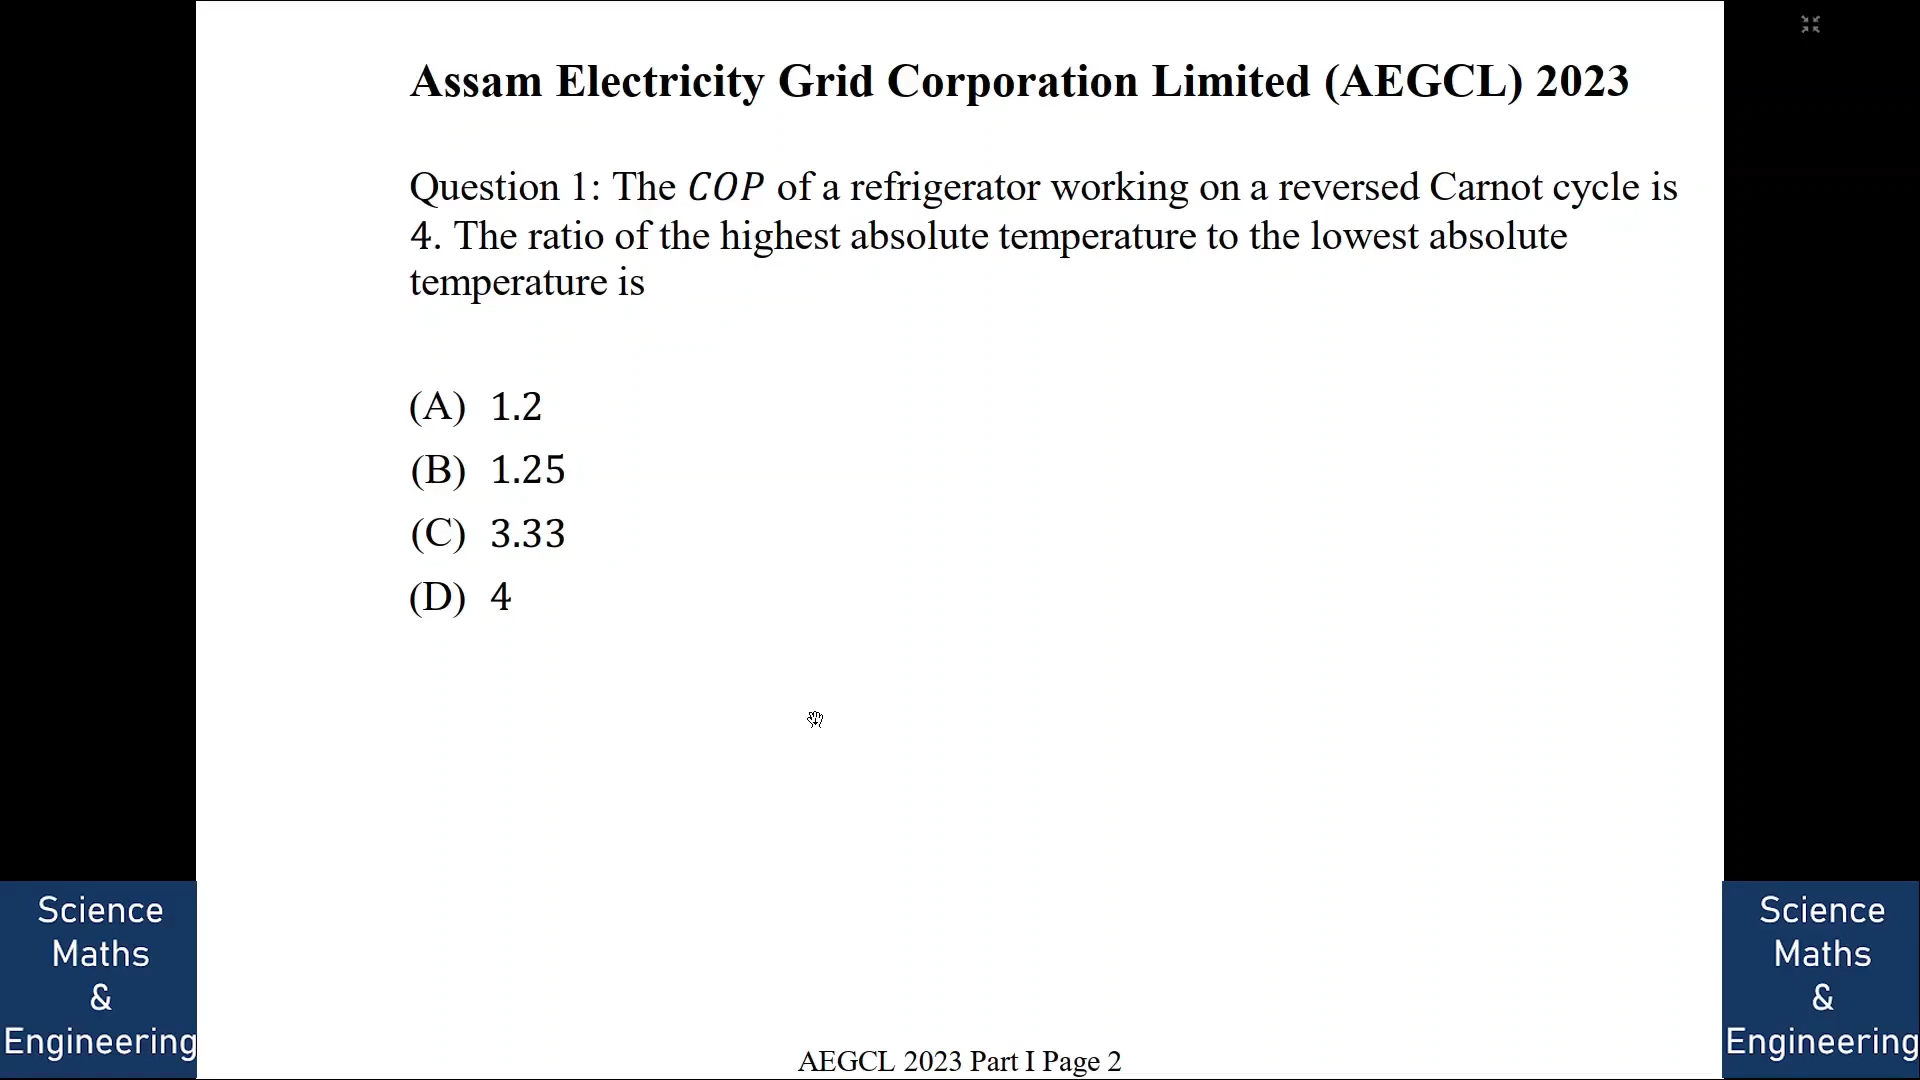 Assam Electricity Grid Corporation Limited (AEGCL) 2023
Question 1: The COP of a refrigerator working on a reversed Carnot cycle is
4. The ratio of the highest absolute temperature to the lowest absolute
temperature is
(A) 1.2
(B) 1.25
(C) 3.33
(D) 4
Science
Maths
&
Engineering
Science
Maths
&
Engineering
AEGCL 2023 Part I Page 2